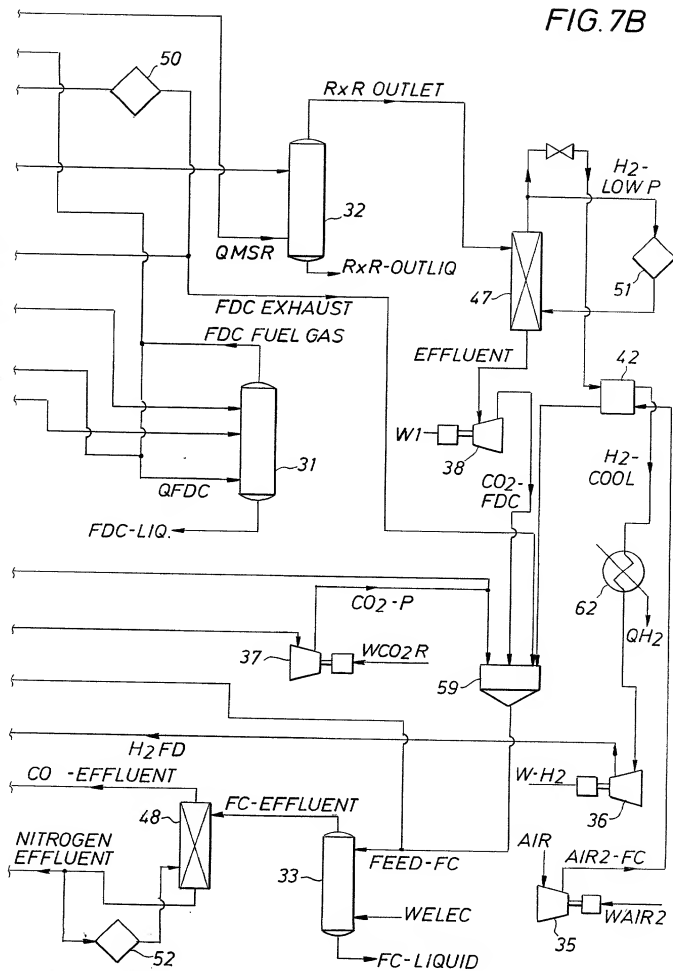 FIG. 7B
50
RxR OUTLET
H2-
LOW P
32
QMSR
RxR-OUTLIQ
47
51
FDC EXHAUST
FDC FUEL GAS
EFFLUENT
42
W1
38
31
QFDC
CO2-
FDC
H2-
COOL
FDC-LIQ.
62
CO2-P
QH2
37
WCO2R
59
H2FD
W-H2
36
CO -EFFLUENT
48
FC-EFFLUENT
NITROGEN
EFFLUENT
33
FEED-FC
AIR
AIR2-FC
WELEC
52
35
WAIR2
FC-LIQUID